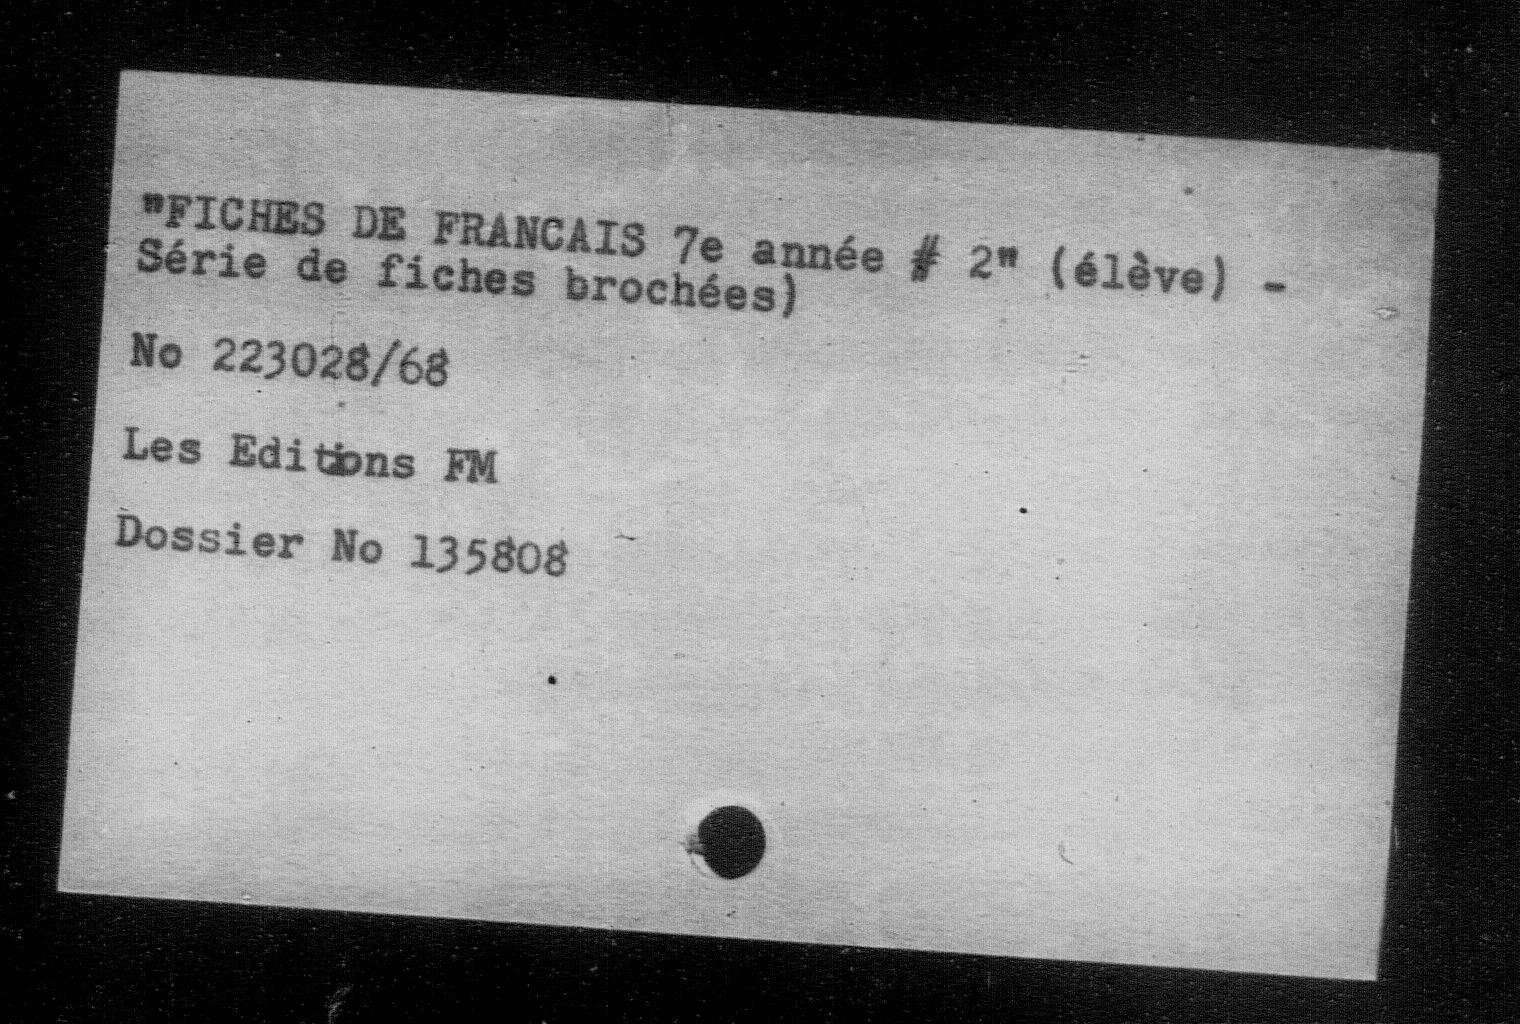 "FICHES DE FRANCAIS 7e année # 2" (élève) -
Série de fiches brochées)
No 223028/68
Les Editions FM
Dossier No 135808